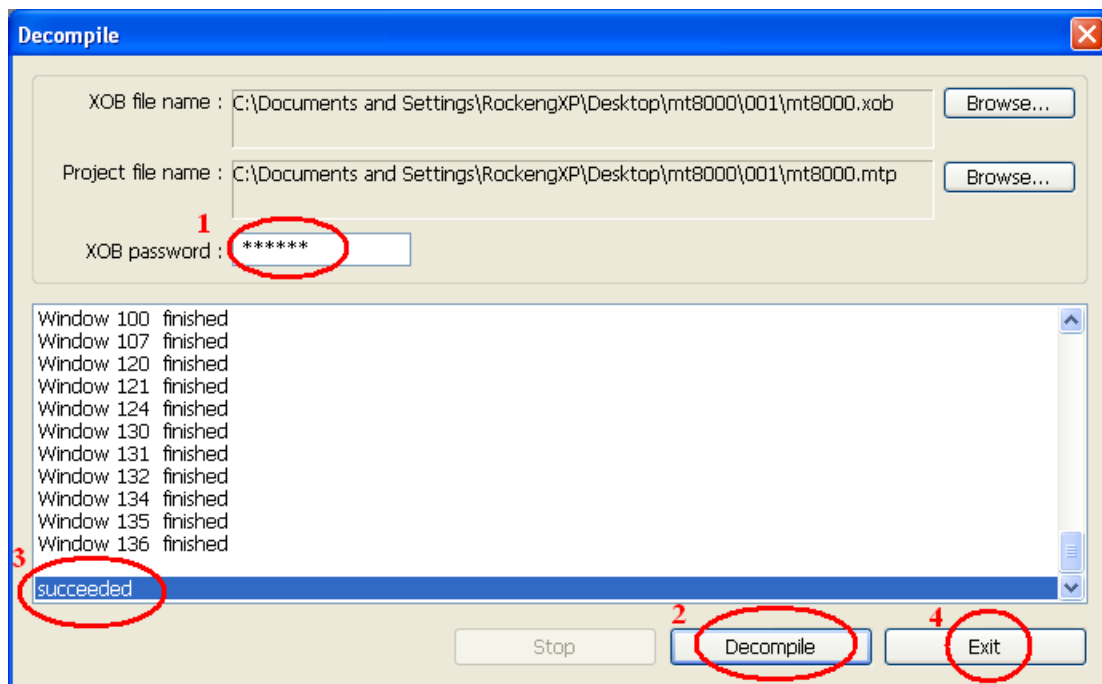 Decompile
XOB file name : C:\Documents and Settings\RockengXP\Desktop\mt8000\001\mt8000.xob Browse...
Project file name : C:\Documents and Settings\RockengXP\Desktop\mt8000\001\mt8000.mtp Browse...
1
XOB password : ******
Window 100 finished
Window 107 finished
Window 120 finished
Window 121 finished
Window 124 finished
Window 130 finished
Window 131 finished
Window 132 finished
Window 134 finished
Window 135 finished
Window 136 finished
3
succeeded
2 4
Stop Decompile Exit